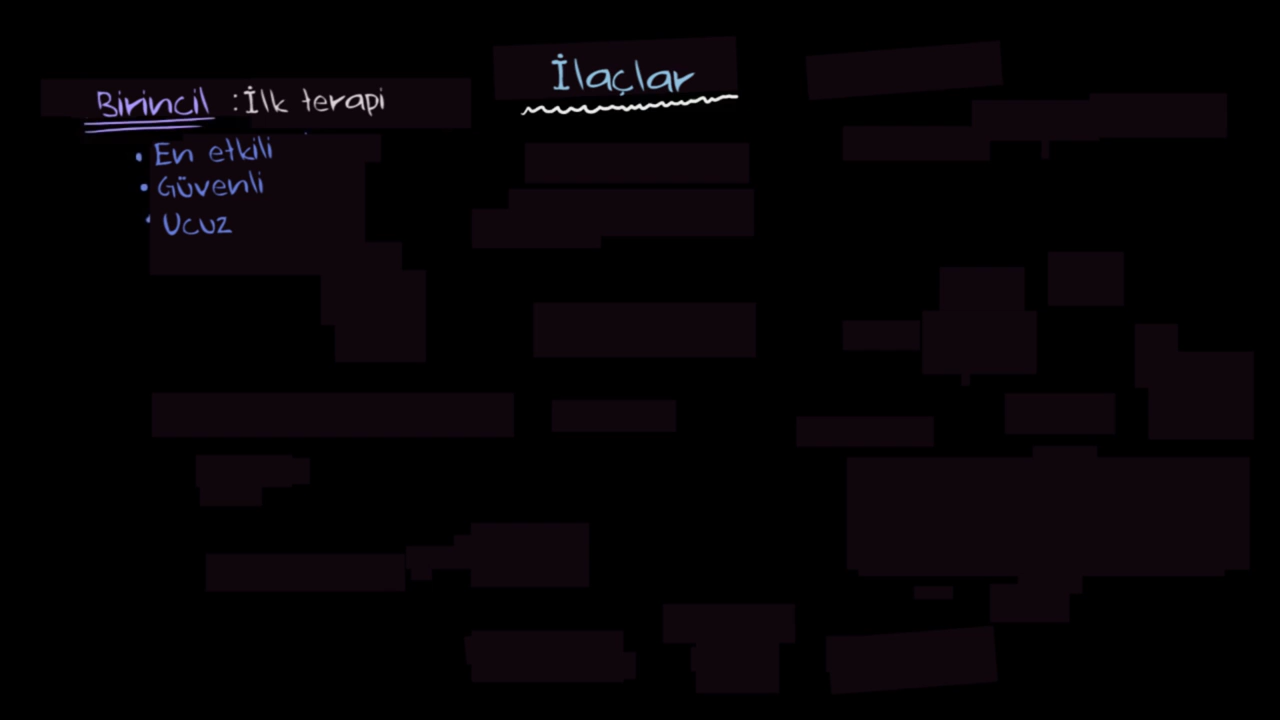 İlaçlar
Birincil : İlk terapi
• En etkili
• Güvenli
• Ucuz